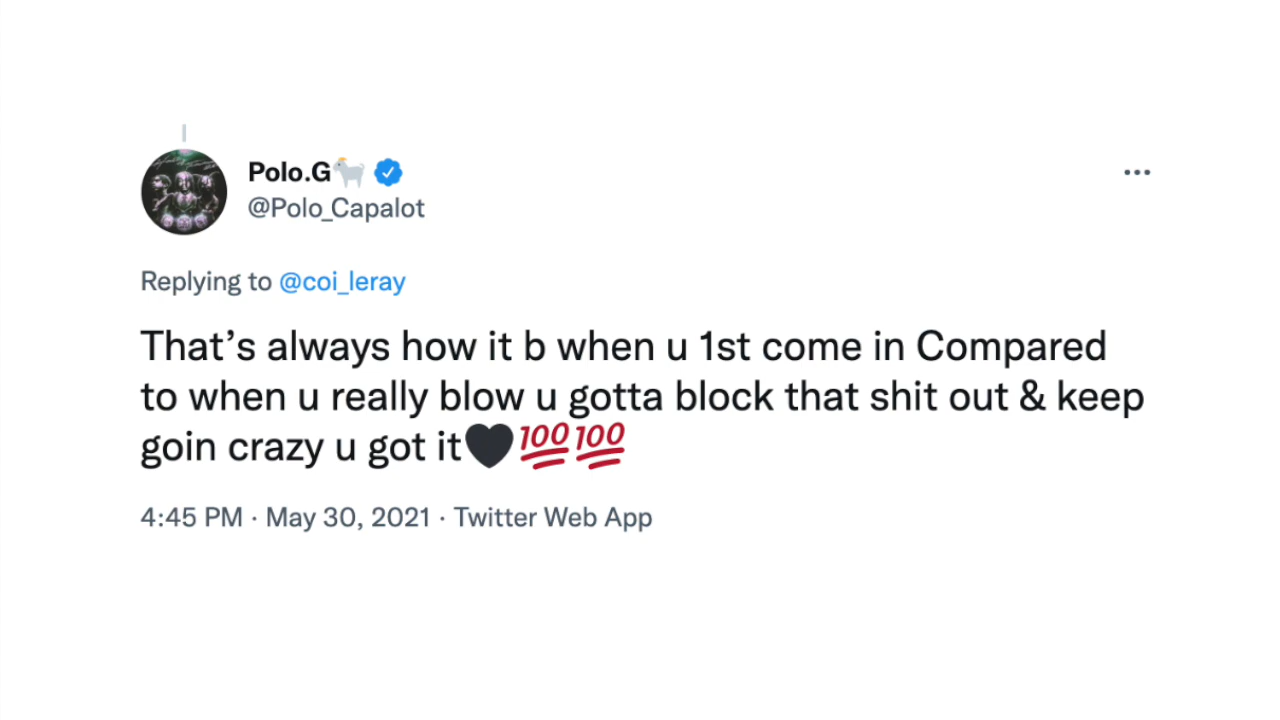 Polo.G🐐
@Polo_Capalot
Replying to @coi_leray
That’s always how it b when u 1st come in Compared
to when u really blow u gotta block that shit out & keep
goin crazy u got it🖤💯💯
4:45 PM · May 30, 2021 · Twitter Web App